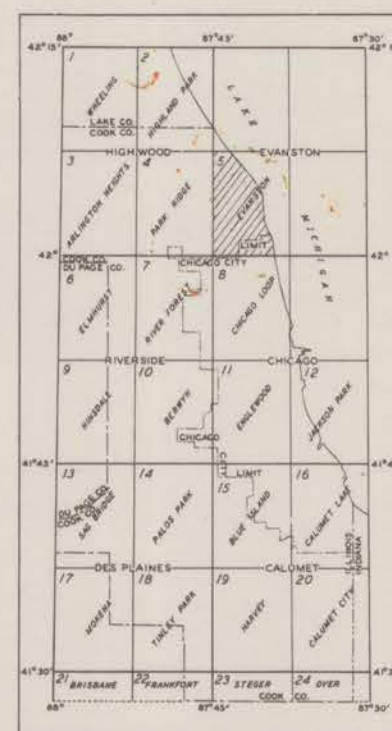 88° 87°45' 87°30'
42°15' 42°15'
1 2
WHEELING
HIGHLAND PARK
LAKE
LAKE CO.
COOK CO.
HIGHWOOD EVANSTON
3 4 5
ARLINGTON HEIGHTS
PARK RIDGE
EVANSTON
MICHIGAN
LIMIT
42° 42°
COOK CO.
DU PAGE CO.
CHICAGO CITY
6 7 8
ELMHURST
RIVER FOREST
CHICAGO LOOP
RIVERSIDE CHICAGO
9 10 11 12
HINSDALE
BERWYN
ENGLEWOOD
JACKSON PARK
CHICAGO
CITY
LIMIT
41°45'
13 14 15 16
DU PAGE CO.
COOK CO.
SAG BRIDGE
PALOS PARK
BLUE ISLAND
CALUMET LAKE
ILLINOIS
INDIANA
DES PLAINES CALUMET
17 18 19 20
MOKENA
TINLEY PARK
HARVEY
CALUMET CITY
41°30'
21 BRISBANE 22 FRANKFORT 23 STEGER 24 DYER
COOK CO.
88° 87°45' 87°30'